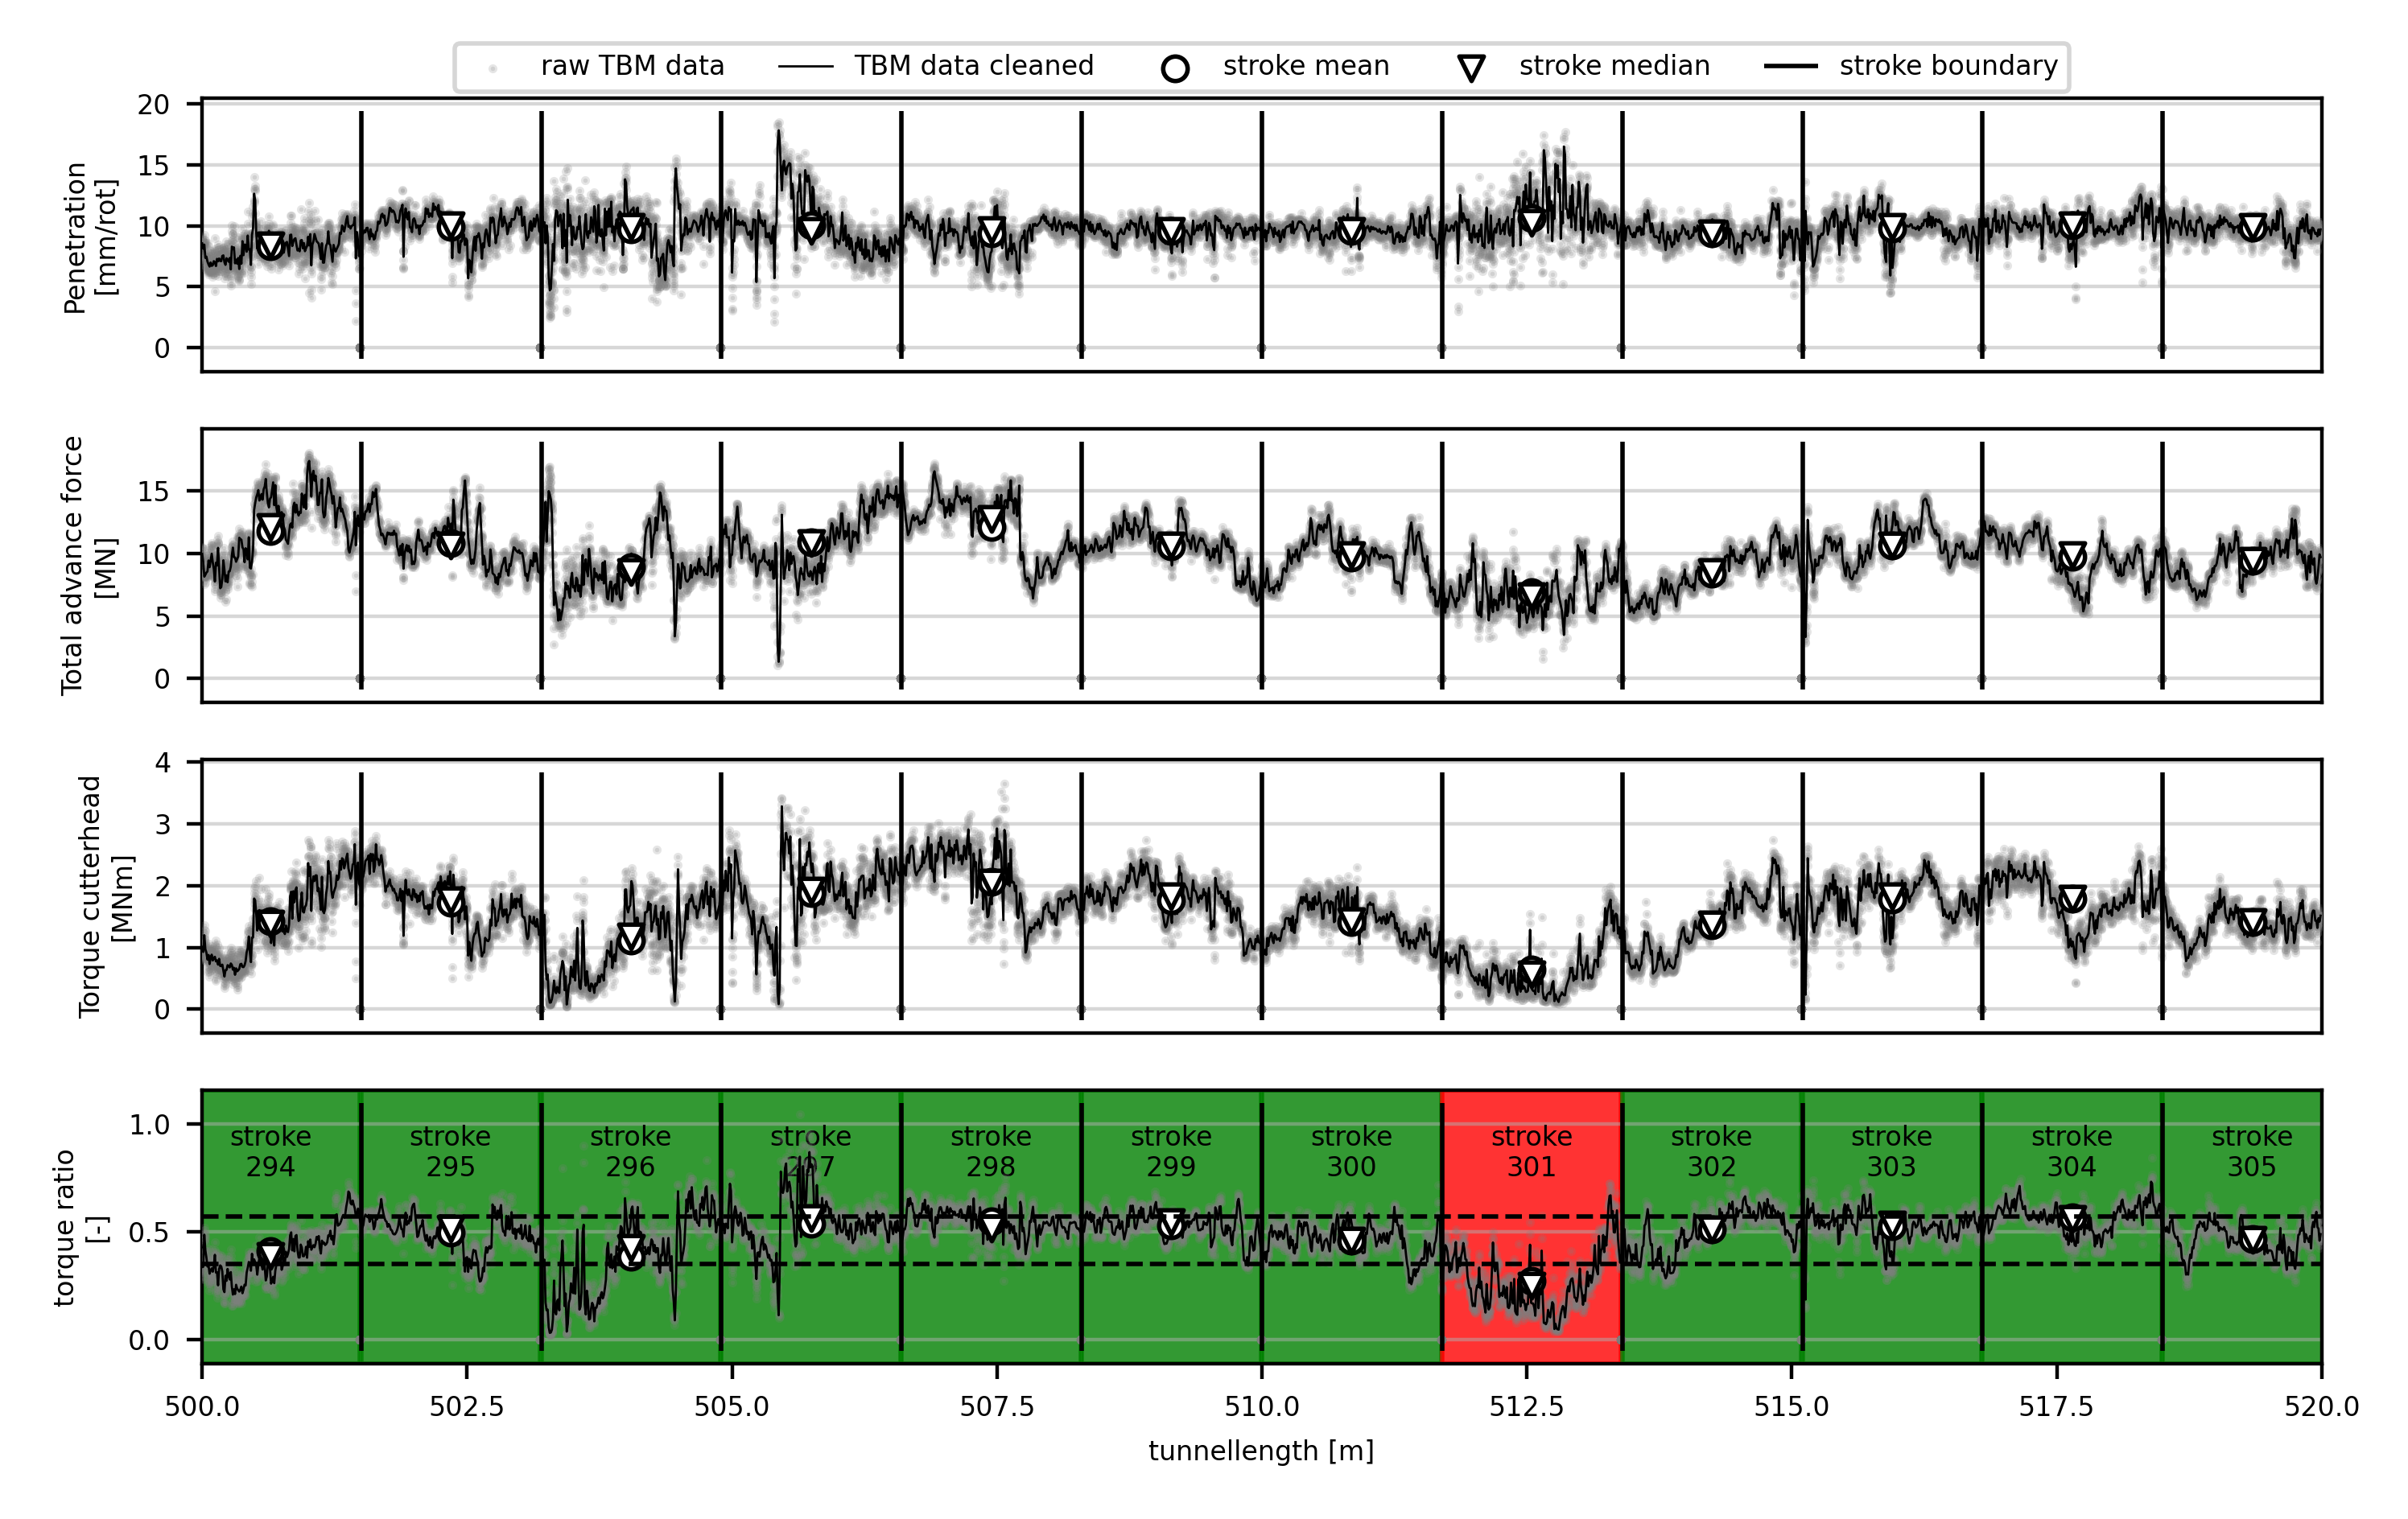 raw TBM data TBM data cleaned stroke mean stroke median stroke boundary
Penetration
[mm/rot]
20
15
10
5
0
Total advance force
[MN]
15
10
5
0
Torque cutterhead
[MNm]
4
3
2
1
0
torque ratio
[-]
1.0
0.5
0.0
stroke
294
stroke
295
stroke
296
stroke
297
stroke
298
stroke
299
stroke
300
stroke
301
stroke
302
stroke
303
stroke
304
stroke
305
500.0 502.5 505.0 507.5 510.0 512.5 515.0 517.5 520.0
tunnellength [m]